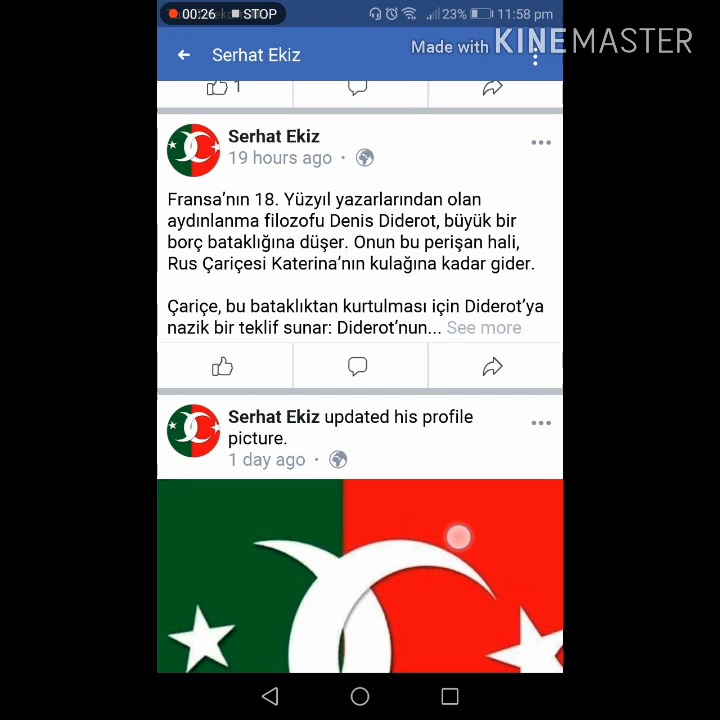 00:26 STOP 23% 11:58 pm
Made with KINEMASTER
Serhat Ekiz
1
Serhat Ekiz
19 hours ago ·
Fransa’nın 18. Yüzyıl yazarlarından olan
aydınlanma filozofu Denis Diderot, büyük bir
borç bataklığına düşer. Onun bu perişan hali,
Rus Çariçesi Katerina’nın kulağına kadar gider.
Çariçe, bu bataklıktan kurtulması için Diderot’ya
nazik bir teklif sunar: Diderot’nun... See more
Serhat Ekiz updated his profile
picture.
1 day ago ·